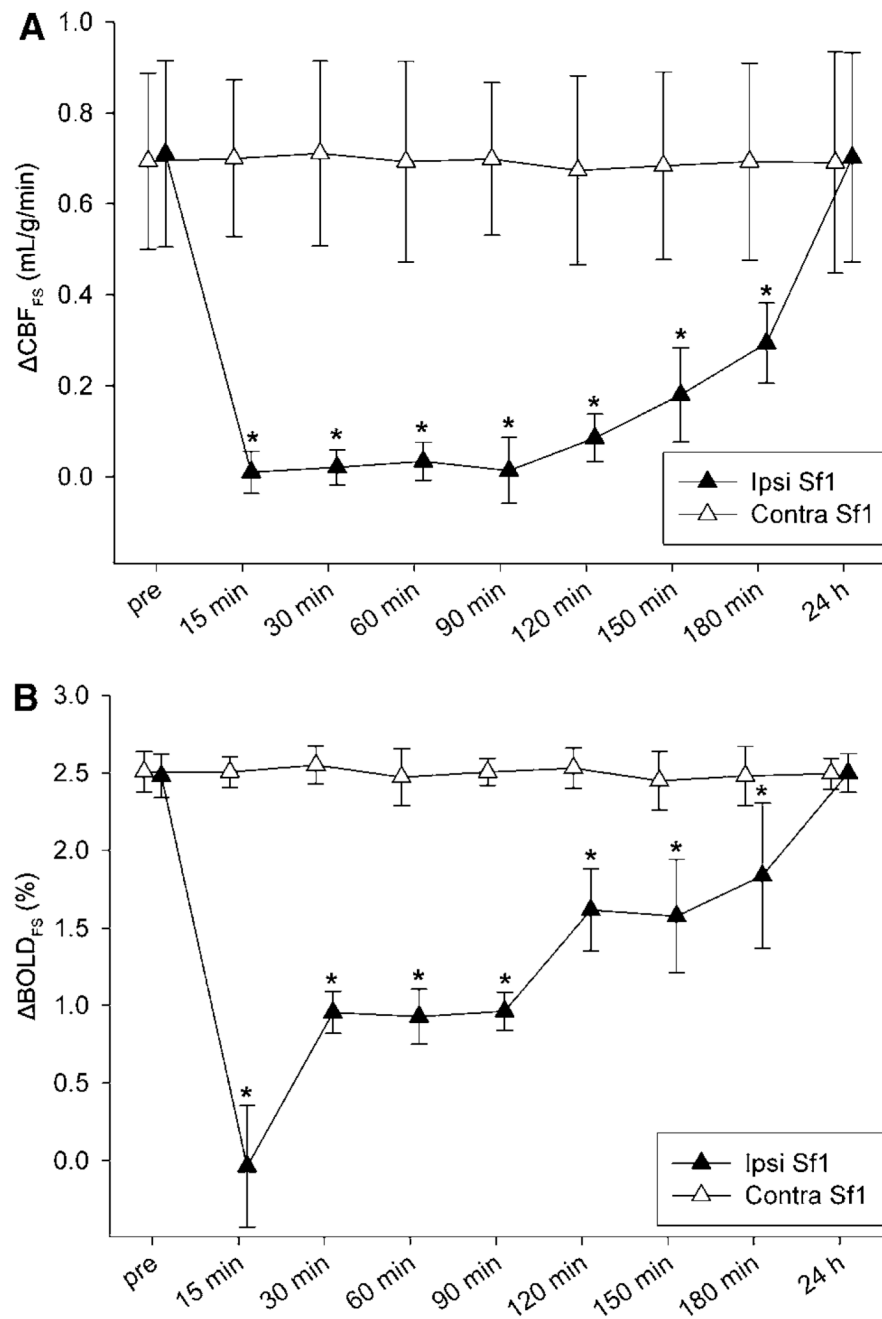 A
1.0
0.8
0.6
0.4
0.2
0.0
ΔCBF_FS (mL/g/min)
* * * * * * *
Ipsi Sf1
Contra Sf1
pre 15 min 30 min 60 min 90 min 120 min 150 min 180 min 24 h
B
3.0
2.5
2.0
1.5
1.0
0.5
0.0
ΔBOLD_FS (%)
* * * * * * *
Ipsi Sf1
Contra Sf1
pre 15 min 30 min 60 min 90 min 120 min 150 min 180 min 24 h